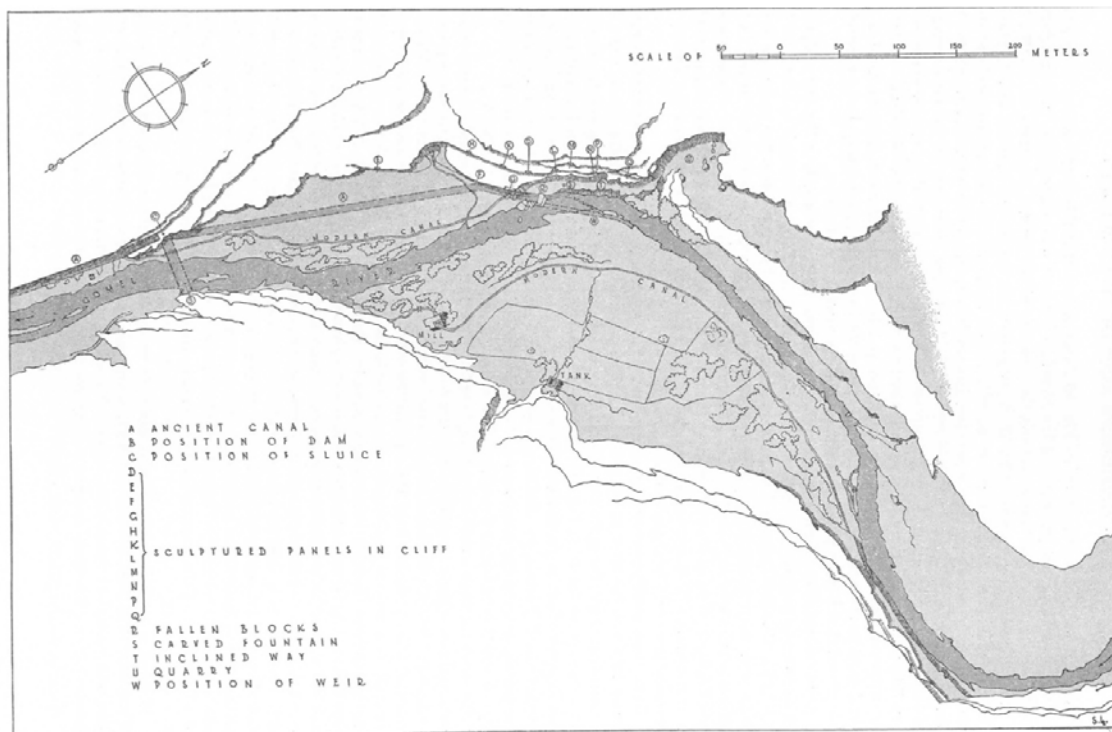 SCALE OF 50 0 50 100 150 200 METERS
N
MODERN CANAL
GOMEL RIVER
MODERN CANAL
MILL
TANK
A ANCIENT CANAL
B POSITION OF DAM
C POSITION OF SLUICE
D
E
F
G
H
K
L
M
N
P
Q
SCULPTURED PANELS IN CLIFF
R FALLEN BLOCKS
S CARVED FOUNTAIN
T INCLINED WAY
U QUARRY
W POSITION OF WEIR